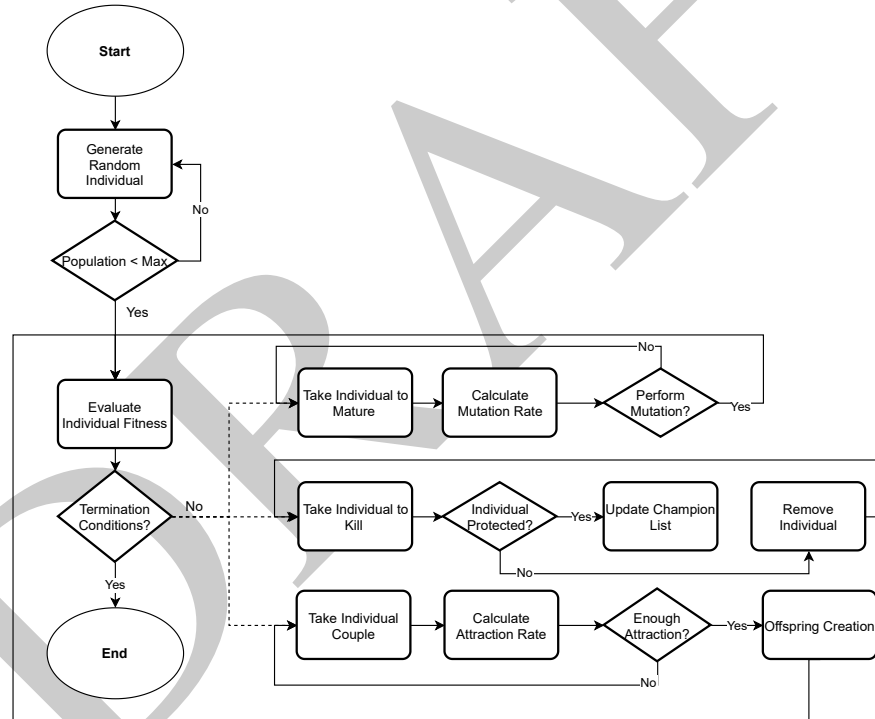 Start
Generate
Random
Individual
No
Population < Max
Yes
Evaluate
Individual Fitness
Termination
Conditions?
No
Yes
End
No
Take Individual to
Mature
Calculate
Mutation Rate
Perform
Mutation?
Yes
Take Individual to
Kill
Individual
Protected?
Yes
Update Champion
List
Remove
Individual
No
Take Individual
Couple
Calculate
Attraction Rate
Enough
Attraction?
Yes
Offspring Creation
No
DRAF